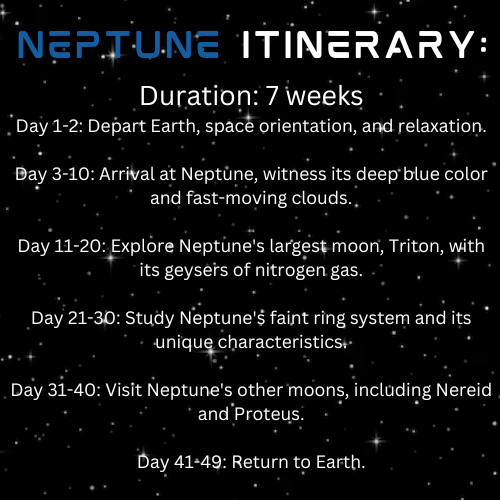 NEPTUNE ITINERARY:
Duration: 7 weeks
Day 1-2: Depart Earth, space orientation, and relaxation.
Day 3-10: Arrival at Neptune, witness its deep blue color
and fast-moving clouds.
Day 11-20: Explore Neptune's largest moon, Triton, with
its geysers of nitrogen gas.
Day 21-30: Study Neptune's faint ring system and its
unique characteristics.
Day 31-40: Visit Neptune's other moons, including Nereid
and Proteus.
Day 41-49: Return to Earth.